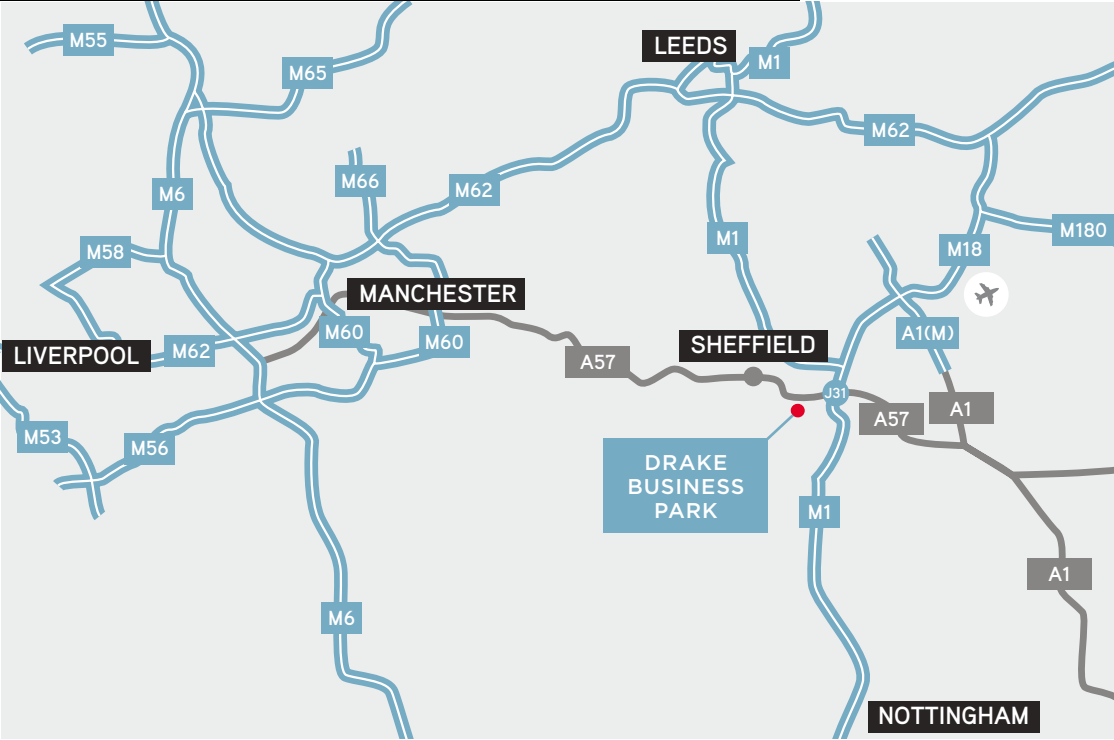 M55
LEEDS
M1
M65
M62
M66
M62
M6
M1
M180
M18
M58
MANCHESTER
M60
A1(M)
M60
SHEFFIELD
M62
LIVERPOOL
A57
J31
A1
A57
M53
M56
DRAKE
BUSINESS
PARK
M1
A1
M6
NOTTINGHAM